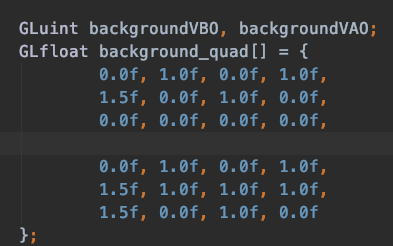 GLuint backgroundVBO, backgroundVAO;
GLfloat background_quad[] = {
0.0f, 1.0f, 0.0f, 1.0f,
1.5f, 0.0f, 1.0f, 0.0f,
0.0f, 0.0f, 0.0f, 0.0f,
0.0f, 1.0f, 0.0f, 1.0f,
1.5f, 1.0f, 1.0f, 1.0f,
1.5f, 0.0f, 1.0f, 0.0f
};